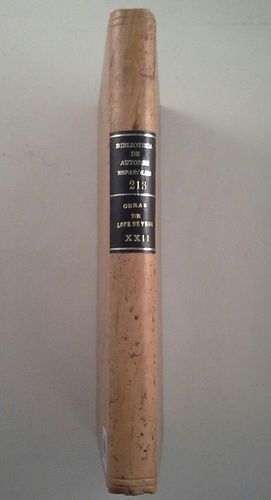 BIBLIOTECA
DE
AUTORES
ESPAÑOLES
213
OBRAS
DE
LOPE DE VEGA
XXII